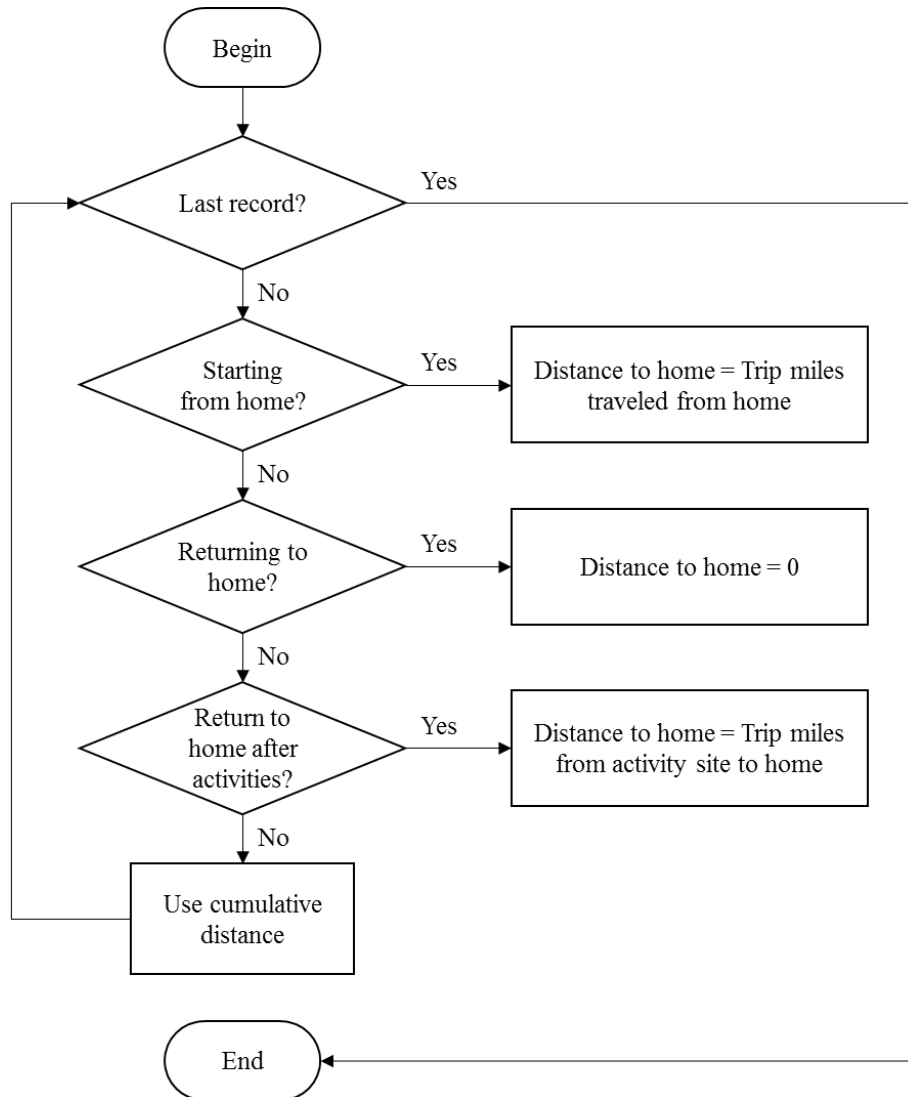 Begin
Last record?
Yes
No
Starting
from home?
Yes
Distance to home = Trip miles
traveled from home
No
Returning to
home?
Yes
Distance to home = 0
No
Return to
home after
activities?
Yes
Distance to home = Trip miles
from activity site to home
No
Use cumulative
distance
End